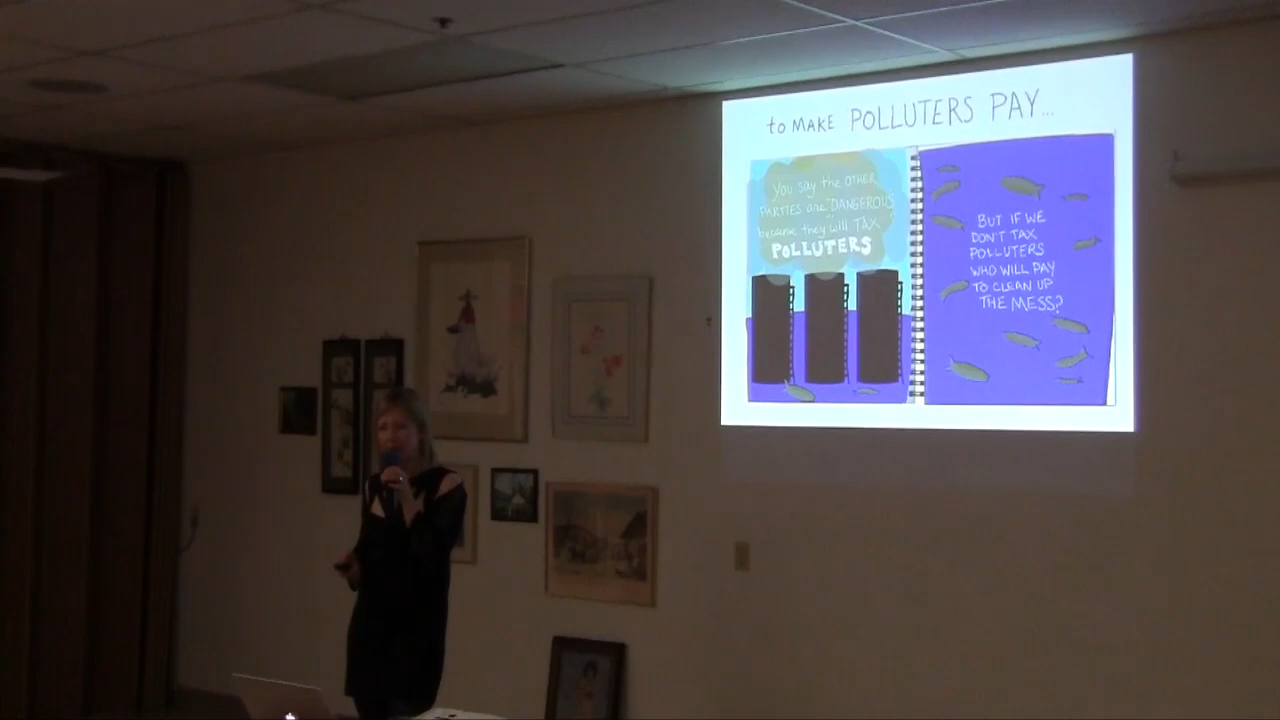 to MAKE POLLUTERS PAY...
You say the OTHER
PARTIES are "DANGEROUS"
because they will TAX
POLLUTERS
BUT IF WE
DON'T TAX
POLLUTERS
WHO WILL PAY
TO CLEAN UP
THE MESS?